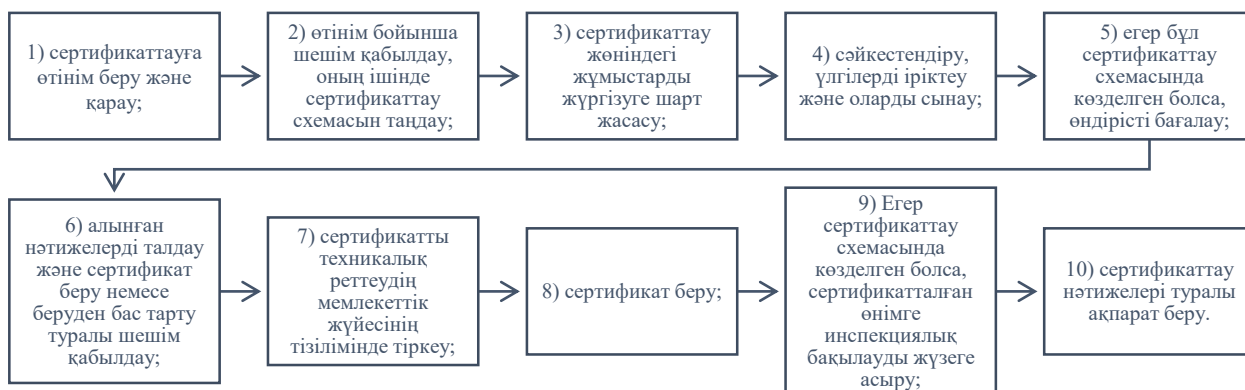 1) сертификаттауға
өтінім беру және
қарау;
2) өтінім бойынша
шешім қабылдау,
оның ішінде
сертификаттау
схемасын таңдау;
3) сертификаттау
жөніндегі
жұмыстарды
жүргізуге шарт
жасасу;
4) сәйкестендіру,
үлгілерді іріктеу
және оларды сынау;
5) егер бұл
сертификаттау
схемасында
көзделген болса,
өндірісті бағалау;
6) алынған
нәтижелерді талдау
және сертификат
беру немесе
беруден бас тарту
туралы шешім
қабылдау;
7) сертификатты
техникалық
реттеудің
мемлекеттік
жүйесінің
тізілімінде тіркеу;
8) сертификат беру;
9) Егер
сертификаттау
схемасында
көзделген болса,
сертификатталған
өнімге
инспекциялық
бақылауды жүзеге
асыру;
10) сертификаттау
нәтижелері туралы
ақпарат беру.